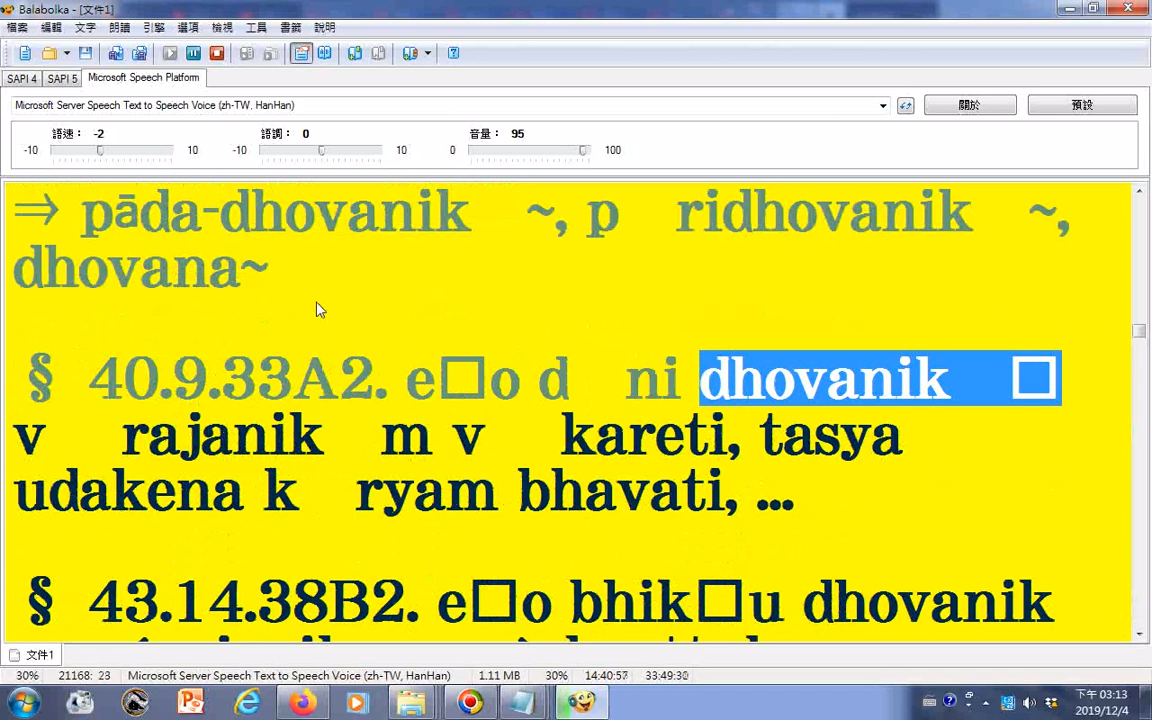 Balabolka - [文件1]
檔案 編輯 文字 朗讀 引擎 選項 檢視 工具 書籤 說明
SAPI 4 SAPI 5 Microsoft Speech Platform
Microsoft Server Speech Text to Speech Voice (zh-TW, HanHan) 關於 預設
語速： -2 語調： 0 音量： 95
-10 10 -10 10 0 100
⇒ pāda-dhovanik ~, p ridhovanik ~,
dhovana~
§ 40.9.33A2. e□o d ni dhovanik □
v rajanik m v kareti, tasya
udakena k ryam bhavati, ...
§ 43.14.38B2. e□o bhik□u dhovanik
文件1
30% 21168: 23 Microsoft Server Speech Text to Speech Voice (zh-TW, HanHan) 1.11 MB 30% 14:40:57 33:49:30
下午 03:13
2019/12/4